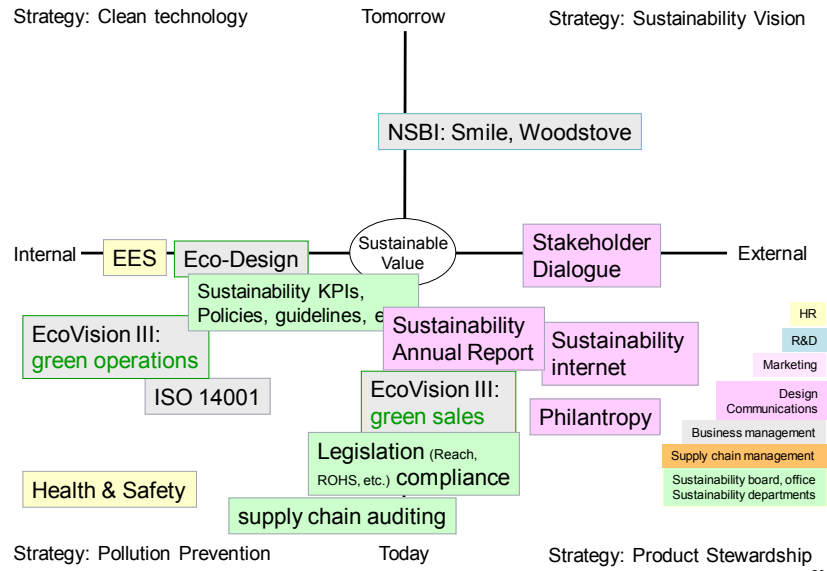 Strategy: Clean technology
Tomorrow
Strategy: Sustainability Vision
NSBI: Smile, Woodstove
Internal
EES
Eco-Design
Sustainable
Value
Stakeholder
Dialogue
External
Sustainability KPIs,
Policies, guidelines, e
EcoVision III:
green operations
ISO 14001
Sustainability
Annual Report
Sustainability
internet
EcoVision III:
green sales
Philantropy
Legislation (Reach,
ROHS, etc.) compliance
Health & Safety
supply chain auditing
HR
R&D
Marketing
Design
Communications
Business management
Supply chain management
Sustainability board, office
Sustainability departments
Strategy: Pollution Prevention
Today
Strategy: Product Stewardship